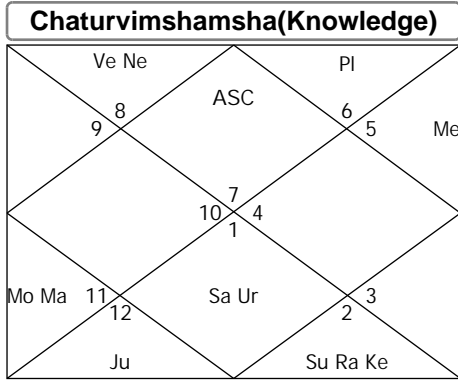 Chaturvimshamsha(Knowledge)
Ve Ne
Pl
ASC
8
6
9
5
Me
7
10
4
1
Mo Ma
11
Sa Ur
3
12
2
Ju
Su Ra Ke